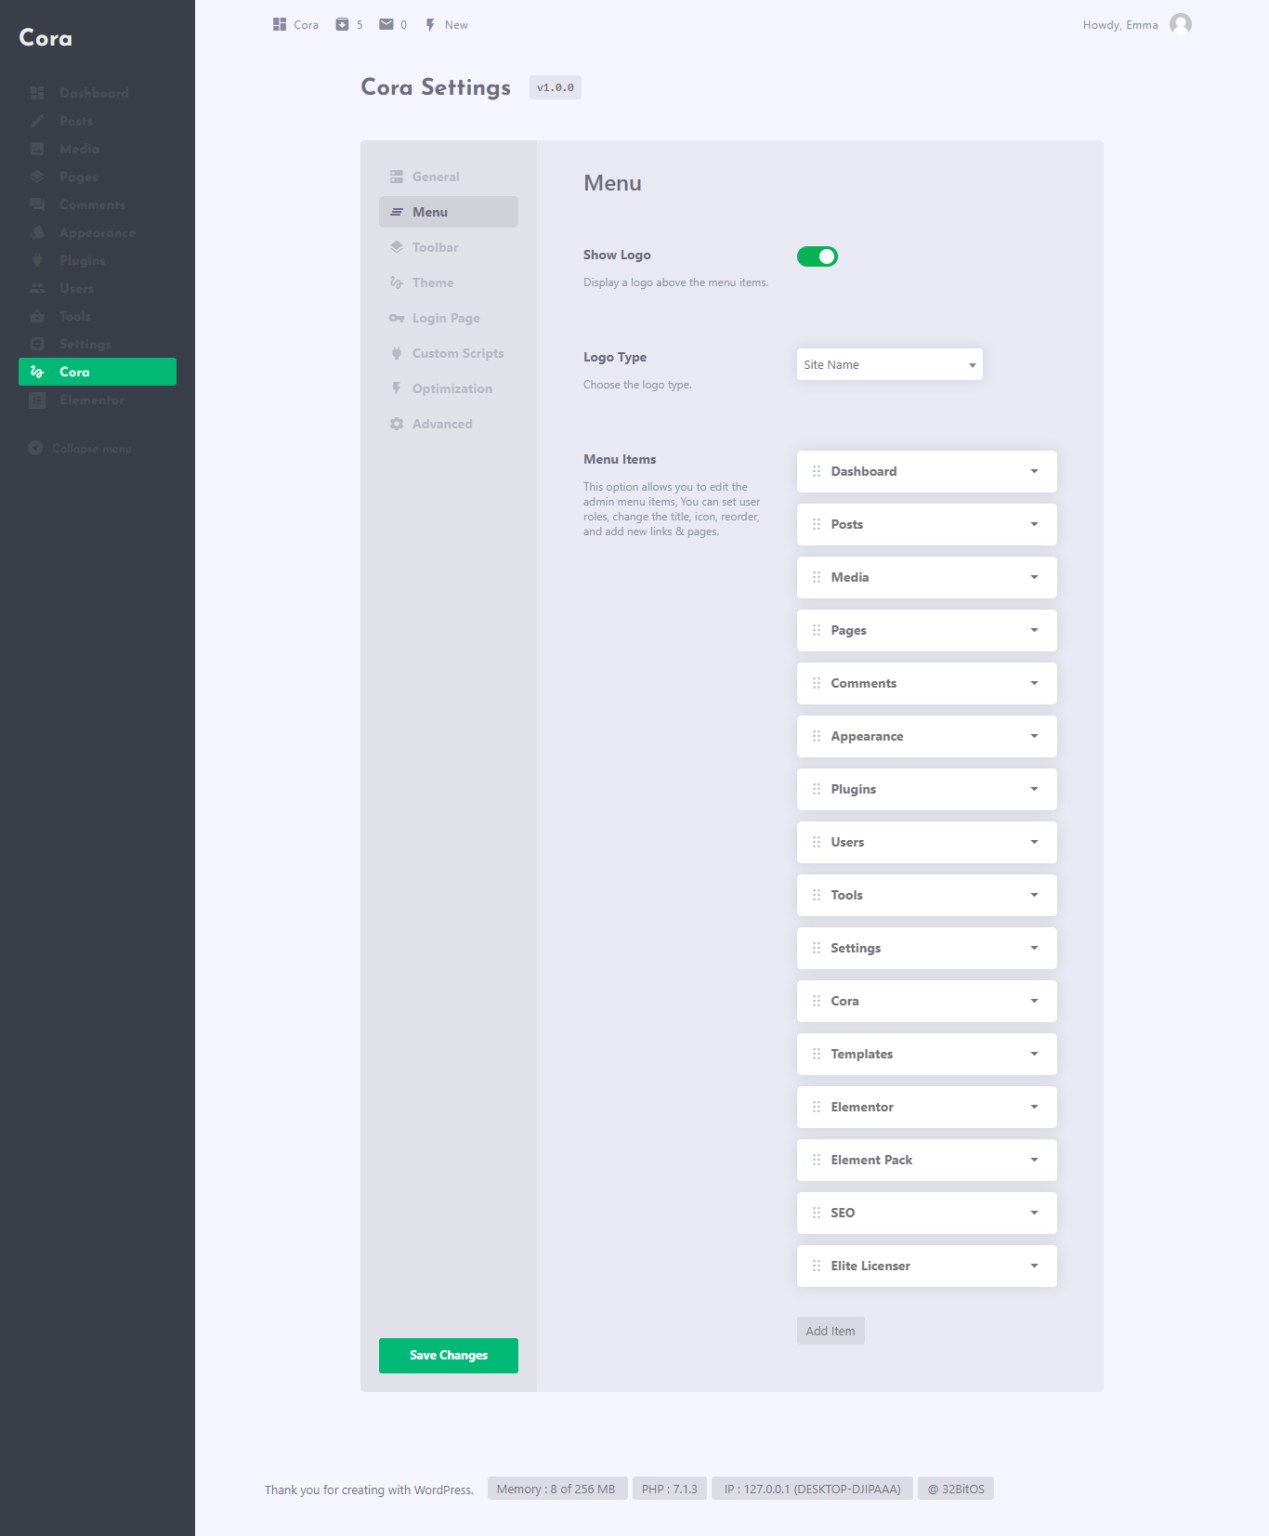 Cora
Dashboard
Posts
Media
Pages
Comments
Appearance
Plugins
Users
Tools
Settings
Cora
Elementor
Collapse menu
Cora 5 0 New
Howdy, Emma
Cora Settings v1.0.0
General
Menu
Toolbar
Theme
Login Page
Custom Scripts
Optimization
Advanced
Save Changes
Menu
Show Logo
Display a logo above the menu items.
Logo Type
Choose the logo type.
Site Name
Menu Items
This option allows you to edit the
admin menu items, You can set user
roles, change the title, icon, reorder,
and add new links & pages.
Dashboard
Posts
Media
Pages
Comments
Appearance
Plugins
Users
Tools
Settings
Cora
Templates
Elementor
Element Pack
SEO
Elite Licenser
Add Item
Thank you for creating with WordPress. Memory : 8 of 256 MB PHP : 7.1.3 IP : 127.0.0.1 (DESKTOP-DJIPAAA) @ 32BitOS